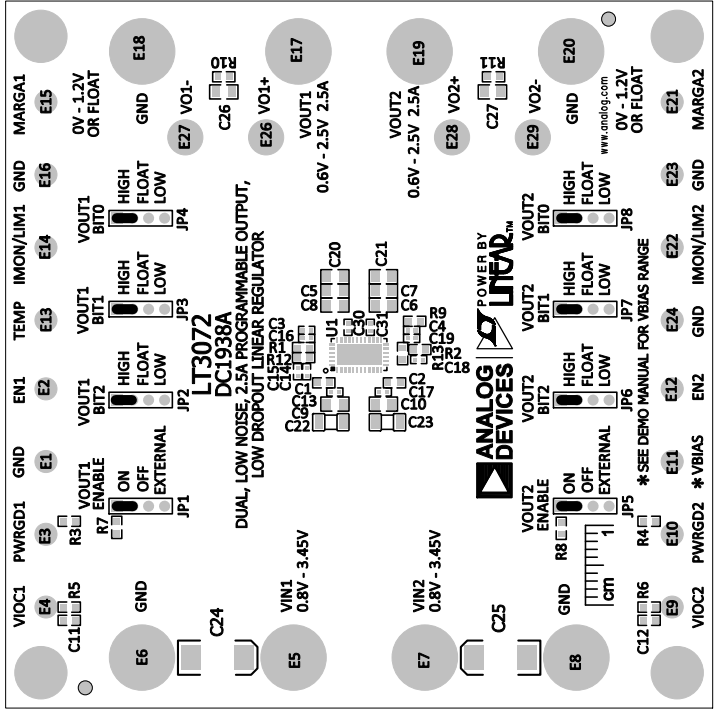 MARGA1
E15
0V - 1.2V
OR FLOAT
GND
E18
VO1-
E27
R10
C26
VO1+
E26
E17
VOUT1
0.6V - 2.5V 2.5A
E19
VOUT2
0.6V - 2.5V 2.5A
VO2+
E28
R11
C27
VO2-
E29
E20
GND
www.analog.com
0V - 1.2V
OR FLOAT
E21
MARGA2
GND
E16
IMON/LIM1
E14
TEMP
E13
EN1
E2
GND
E1
PWRGD1
E3
VIOC1
E4
VOUT1
BIT0
HIGH
FLOAT
LOW
JP4
VOUT1
BIT1
HIGH
FLOAT
LOW
JP3
VOUT1
BIT2
HIGH
FLOAT
LOW
JP2
VOUT1
ENABLE
ON
OFF
EXTERNAL
JP1
LT3072
DC1938A
DUAL, LOW NOISE, 2.5A PROGRAMMABLE OUTPUT,
LOW DROPOUT LINEAR REGULATOR
C20
C21
C5
C8
C7
C6
C3
C16
R1
R12
C15
C14
U1
C30
C31
R9
C4
C19
R2
R13
C18
C1
C13
C9
C22
C2
C17
C10
C23
ANALOG
DEVICES
POWER BY
LINEAR™
VOUT2
BIT0
HIGH
FLOAT
LOW
JP8
VOUT2
BIT1
HIGH
FLOAT
LOW
JP7
VOUT2
BIT2
HIGH
FLOAT
LOW
JP6
VOUT2
ENABLE
ON
OFF
EXTERNAL
JP5
*SEE DEMO MANUAL FOR VBIAS RANGE
E23
GND
E22
IMON/LIM2
E24
GND
E12
EN2
E11
*VBIAS
E10
PWRGD2
E9
VIOC2
R3
R7
R5
C11
GND
E6
C24
VIN1
0.8V - 3.45V
E5
VIN2
0.8V - 3.45V
E7
C25
GND
E8
R8
cm
1
R4
R6
C12